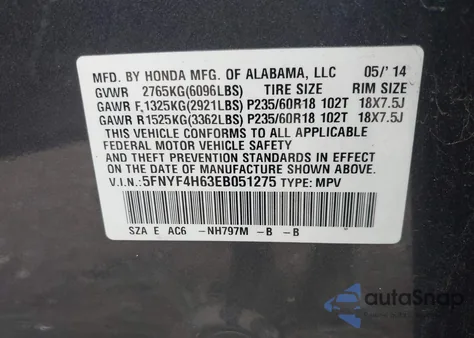 MFD. BY HONDA MFG. OF ALABAMA, LLC 05/'14
GVWR 2765KG(6096LBS) TIRE SIZE RIM SIZE
GAWR F 1325KG(2921LBS) P235/60R18 102T 18X7.5J
GAWR R 1525KG(3362LBS) P235/60R18 102T 18X7.5J
THIS VEHICLE CONFORMS TO ALL APPLICABLE
FEDERAL MOTOR VEHICLE SAFETY
AND THEFT PREVENTION STANDARDS IN EFFECT
ON THE DATE OF MANUFACTURE SHOWN ABOVE.
V.I.N.:5FNYF4H63EB051275 TYPE: MPV
SZA E AC6 -NH797M -B -B
autoSnap